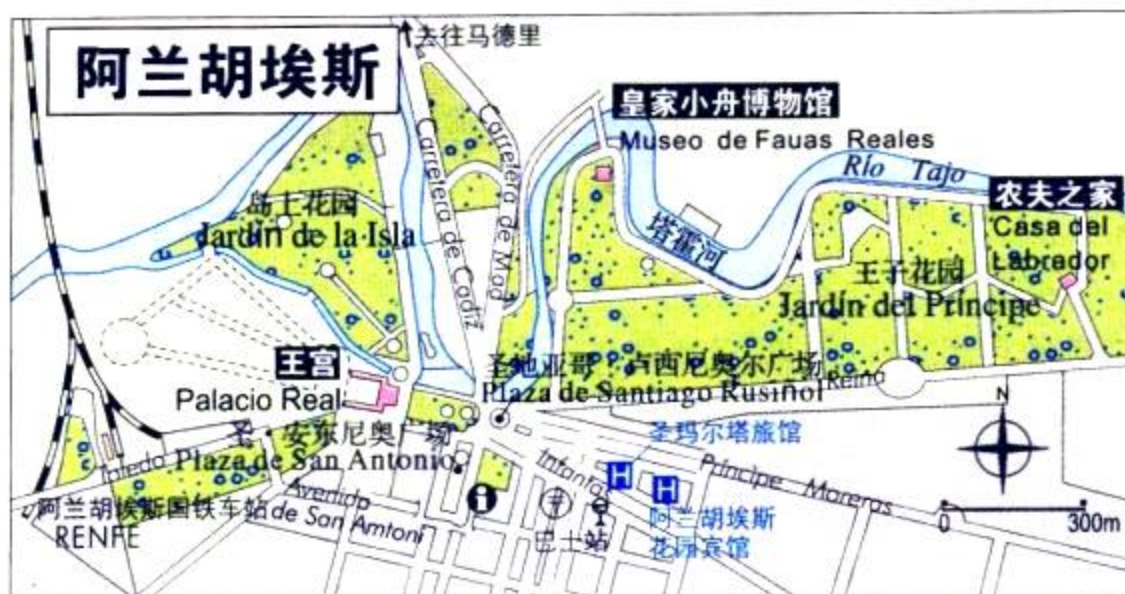 阿兰胡埃斯
去往马德里
皇家小舟博物馆
Museo de Fauas Reales
Río Tajo
农夫之家
Casa del
Labrador
岛上花园
Jardín de la Isla
Carretera de Cadiz
Carretera de Mad
塔霍河
王子花园
Jardín del Príncipe
王宫
Palacio Real
圣地亚哥·卢西尼奥尔广场
Plaza de Santiago Rusiñol
Reina
圣·安东尼奥广场
Plaza de San Antonio
Toledo
圣玛尔塔旅馆
Infantas
Príncipe
Moreras
H
H
i
Avenida
de San Amtoni
阿兰胡埃斯国铁车站
RENFE
巴士站
阿兰胡埃斯
花园宾馆
N
0
300m